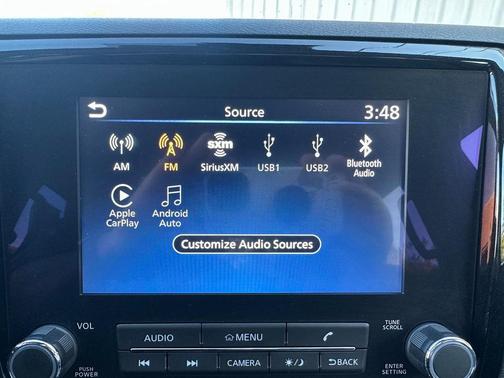 Source 3:48
AM FM sxm SiriusXM USB1 USB2 Bluetooth Audio
Apple CarPlay Android Auto
Customize Audio Sources
VOL
TUNE
SCROLL
AUDIO MENU
PUSH
POWER
CAMERA BACK
ENTER
SETTING